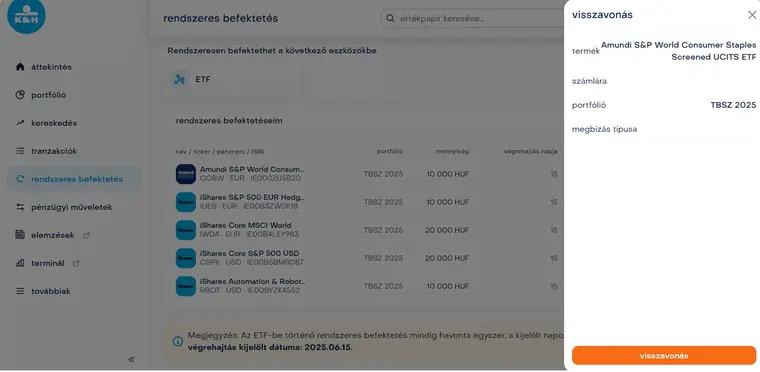 K&H
rendszeres befektetés
értékpapír keresése...
visszavonás
Rendszeresen befektethet a következő eszközökbe
ETF
áttekintés
portfólió
kereskedés
tranzakciók
rendszeres befektetés
pénzügyi műveletek
elemzések
terminál
továbbiak
rendszeres befektetéseim
név / ticker / pénznem / ISIN portfólió mennyiség végrehajtás napja
Amundi S&P World Consum...
COSW · EUR · IE000ZIJ5B20
TBSZ 2025 10 000 HUF 15
iShares S&P 500 EUR Hedg...
IUES · EUR · IE00B3ZW0K18
TBSZ 2025 10 000 HUF 15
iShares Core MSCI World
IWDA · EUR · IE00B4L5Y983
TBSZ 2025 20 000 HUF 15
iShares Core S&P 500 USD
CSPX · USD · IE00B5BMR087
TBSZ 2025 20 000 HUF 15
iShares Automation & Robot...
RBOT · USD · IE00BYZK4552
TBSZ 2025 10 000 HUF 15
Megjegyzés: Az ETF-be történő rendszeres befektetés mindig havonta egyszer, a kijelölt napo
végrehajtás kijelölt dátuma: 2025.06.15.
termék Amundi S&P World Consumer Staples
Screened UCITS ETF
számlára
portfólió TBSZ 2025
megbízás típusa
visszavonás